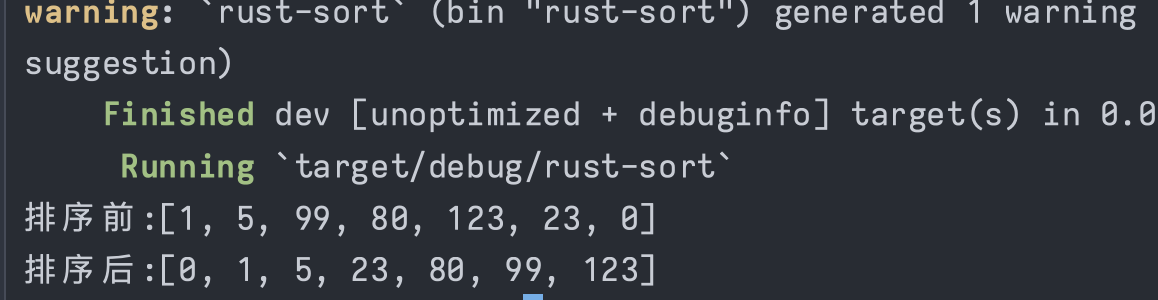 warning: `rust-sort` (bin "rust-sort") generated 1 warning
suggestion)
Finished dev [unoptimized + debuginfo] target(s) in 0.0
Running `target/debug/rust-sort`
排序前:[1, 5, 99, 80, 123, 23, 0]
排序后:[0, 1, 5, 23, 80, 99, 123]